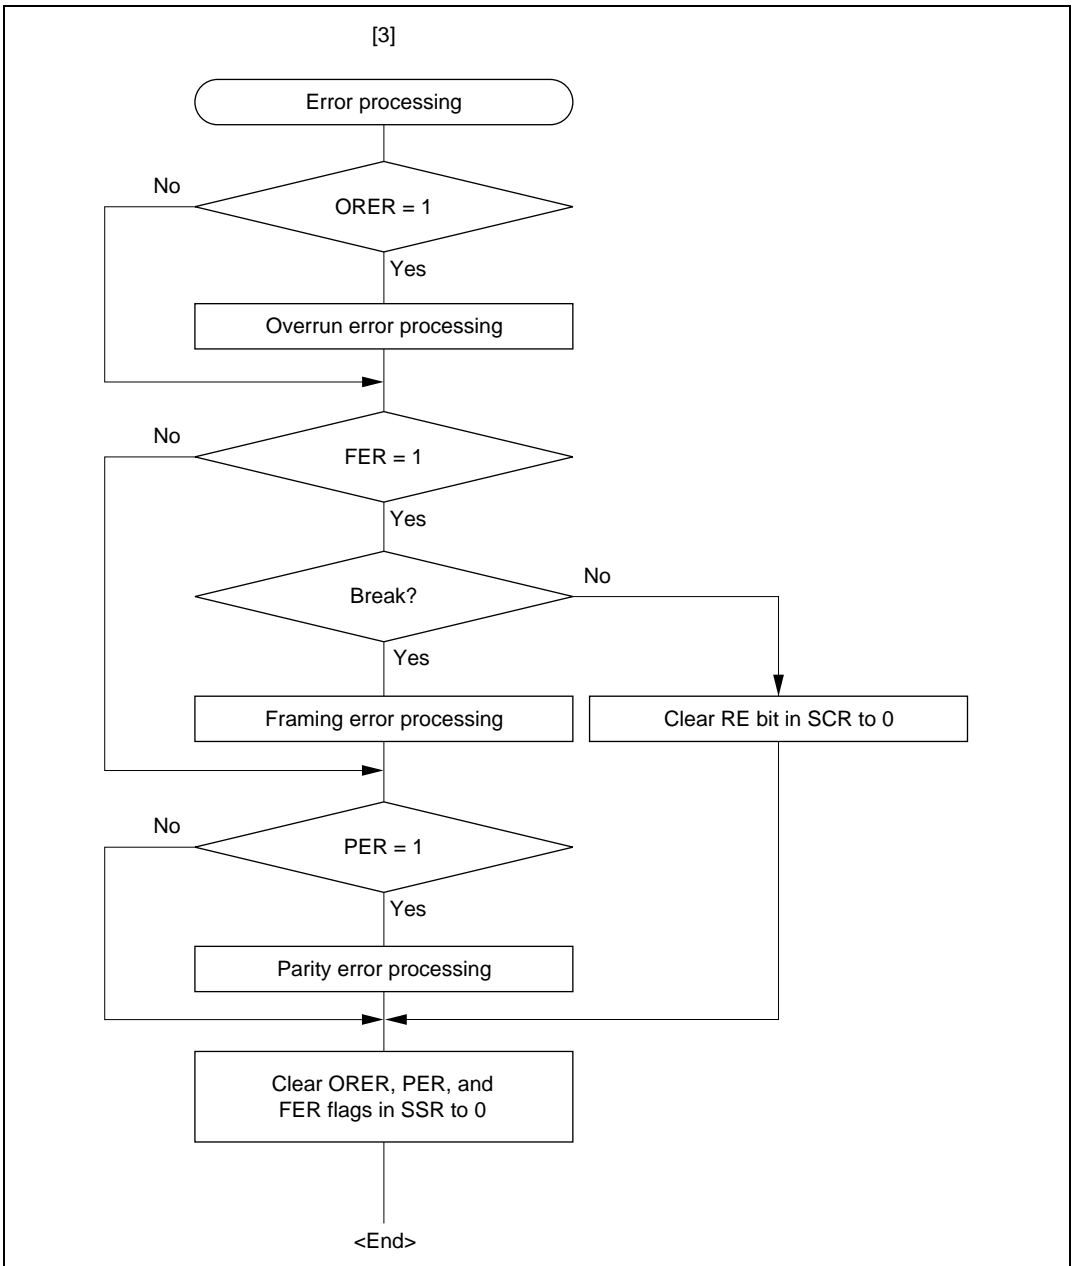 [3]
Error processing
No
ORER = 1
Yes
Overrun error processing
No
FER = 1
Yes
No
Break?
Yes
Framing error processing
Clear RE bit in SCR to 0
No
PER = 1
Yes
Parity error processing
Clear ORER, PER, and
FER flags in SSR to 0
<End>